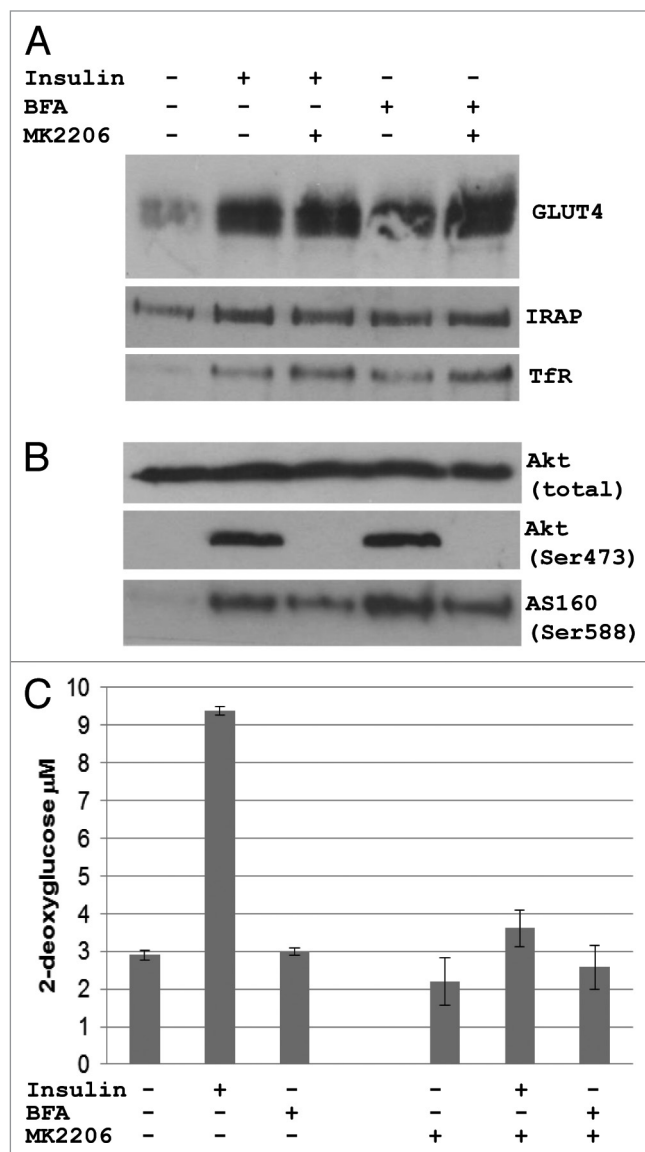 A
Insulin - + + - -
BFA - - - + +
MK2206 - - + - +
GLUT4
IRAP
TfR
B
Akt
(total)
Akt
(Ser473)
AS160
(Ser588)
C
10
9
8
7
6
5
4
3
2
1
0
2-deoxyglucose μM
Insulin - + - - + -
BFA - - + - - +
MK2206 - - - + + +